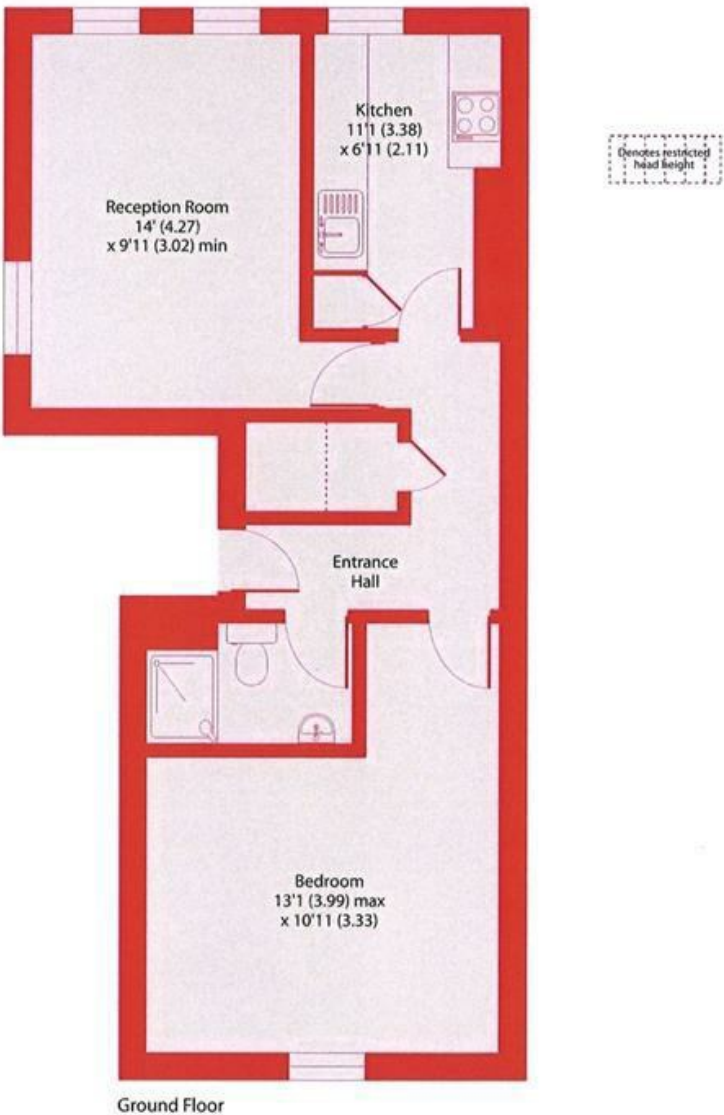 Kitchen
11'1 (3.38)
x 6'11 (2.11)
Denotes restricted
head height
Reception Room
14' (4.27)
x 9'11 (3.02) min
Entrance
Hall
Bedroom
13'1 (3.99) max
x 10'11 (3.33)
Ground Floor